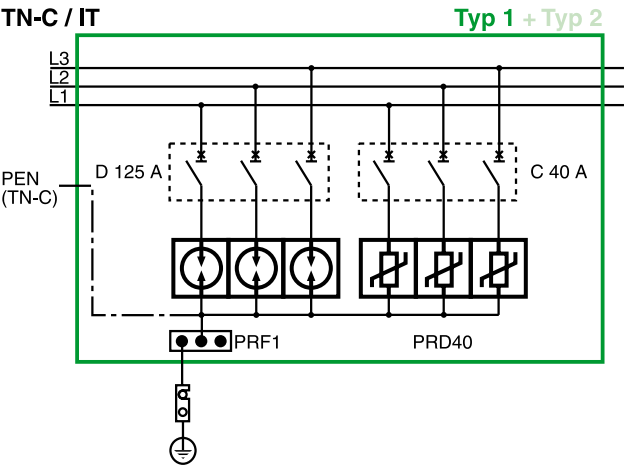 TN-C / IT
Typ 1 + Typ 2
L3
L2
L1
D 125 A
C 40 A
PEN
(TN-C)
PRF1
PRD40